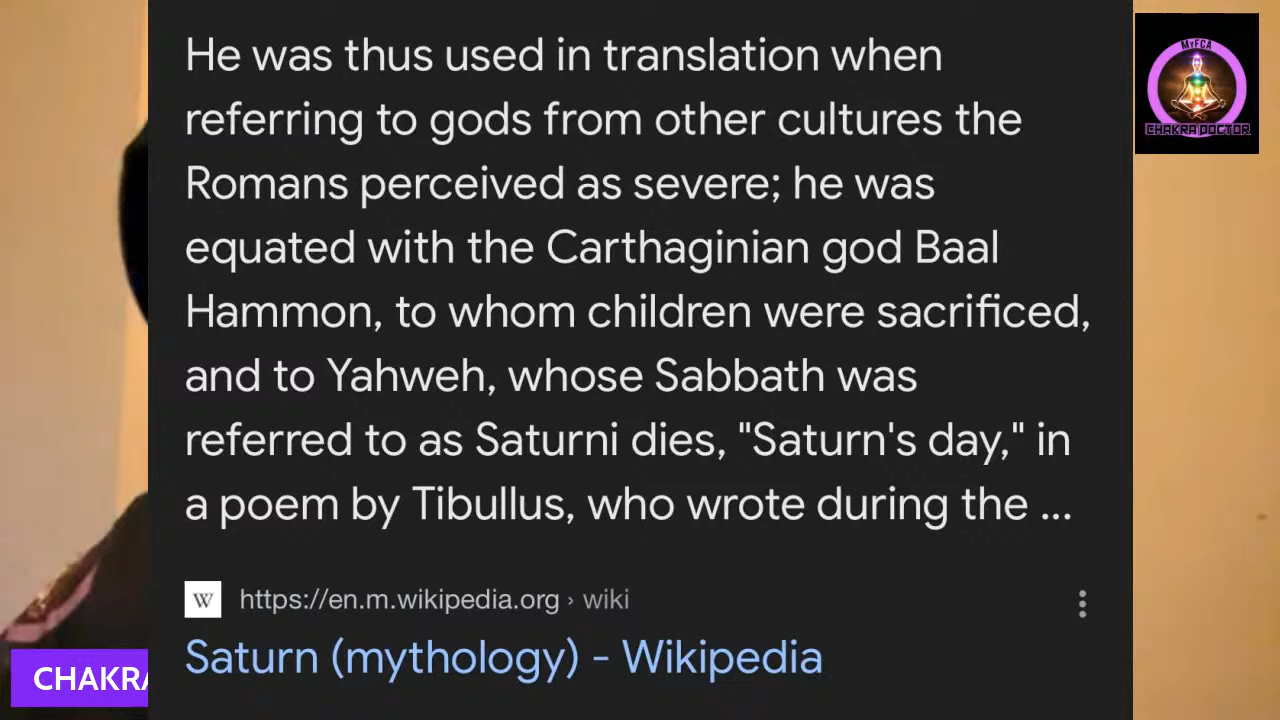 He was thus used in translation when
referring to gods from other cultures the
Romans perceived as severe; he was
equated with the Carthaginian god Baal
Hammon, to whom children were sacrificed,
and to Yahweh, whose Sabbath was
referred to as Saturni dies, "Saturn's day," in
a poem by Tibullus, who wrote during the ...
W https://en.m.wikipedia.org › wiki
Saturn (mythology) - Wikipedia
MYFCA
CHAKRA DOCTOR
CHAKRA